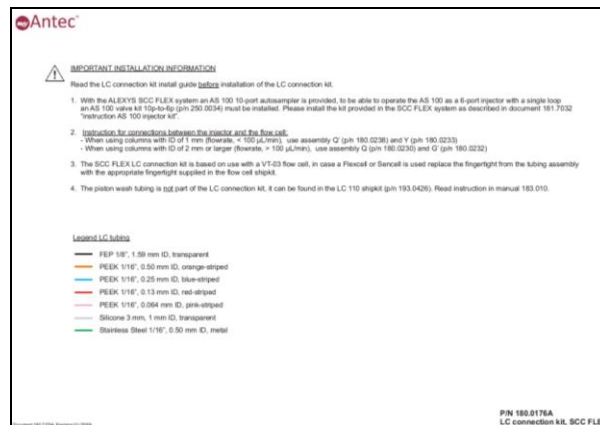 Antec
IMPORTANT INSTALLATION INFORMATION
Read the LC connection kit install guide before installation of the LC connection kit.
1. With the ALEXYS SCC FLEX system an AS 100 10-port autosampler is provided, to be able to operate the AS 100 as a 6-port injector with a single loop
an AS 100 valve kit 10p-to-6p (p/n 250.0034) must be installed. Please install the kit provided in the SCC FLEX system as described in document 181.7032
"instruction AS 100 injector kit".
2. Instruction for connections between the injector and the flow cell:
- When using columns with ID of 1 mm (flowrate, < 100 µL/min), use assembly Q' (p/n 180.0238) and Y (p/n 180.0233)
- When using columns with ID of 2 mm or larger (flowrate, > 100 µL/min), use assembly Q (p/n 180.0230) and G' (p/n 180.0232)
3. The SCC FLEX LC connection kit is based on use with a VT-03 flow cell, in case a Flexcell or Sencell is used replace the fingertight from the tubing assembly
with the appropriate fingertight supplied in the flow cell shipkit.
4. The piston wash tubing is not part of the LC connection kit, it can be found in the LC 110 shipkit (p/n 193.0426). Read instruction in manual 183.010.
Legend LC tubing
FEP 1/8", 1.59 mm ID, transparent
PEEK 1/16", 0.50 mm ID, orange-striped
PEEK 1/16", 0.25 mm ID, blue-striped
PEEK 1/16", 0.13 mm ID, red-striped
PEEK 1/16", 0.064 mm ID, pink-striped
Silicone 3 mm, 1 mm ID, transparent
Stainless Steel 1/16", 0.50 mm ID, metal
P/N 180.0176A
LC connection kit, SCC FLE